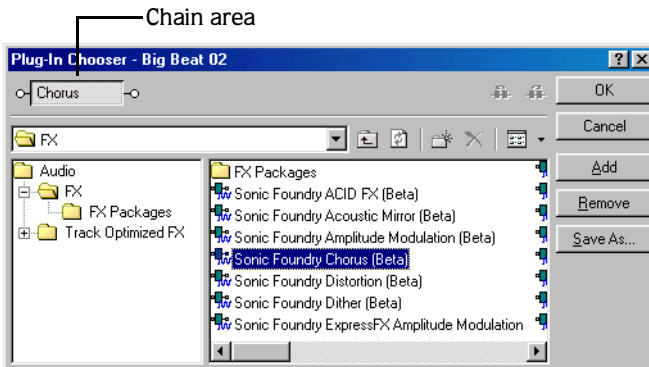 Chain area
Plug-In Chooser - Big Beat 02
Chorus
OK
FX
Cancel
Audio
FX
FX Packages
Track Optimized FX
FX Packages
Sonic Foundry ACID FX (Beta)
Sonic Foundry Acoustic Mirror (Beta)
Sonic Foundry Amplitude Modulation (Beta)
Sonic Foundry Chorus (Beta)
Sonic Foundry Distortion (Beta)
Sonic Foundry Dither (Beta)
Sonic Foundry ExpressFX Amplitude Modulation
Add
Remove
Save As...